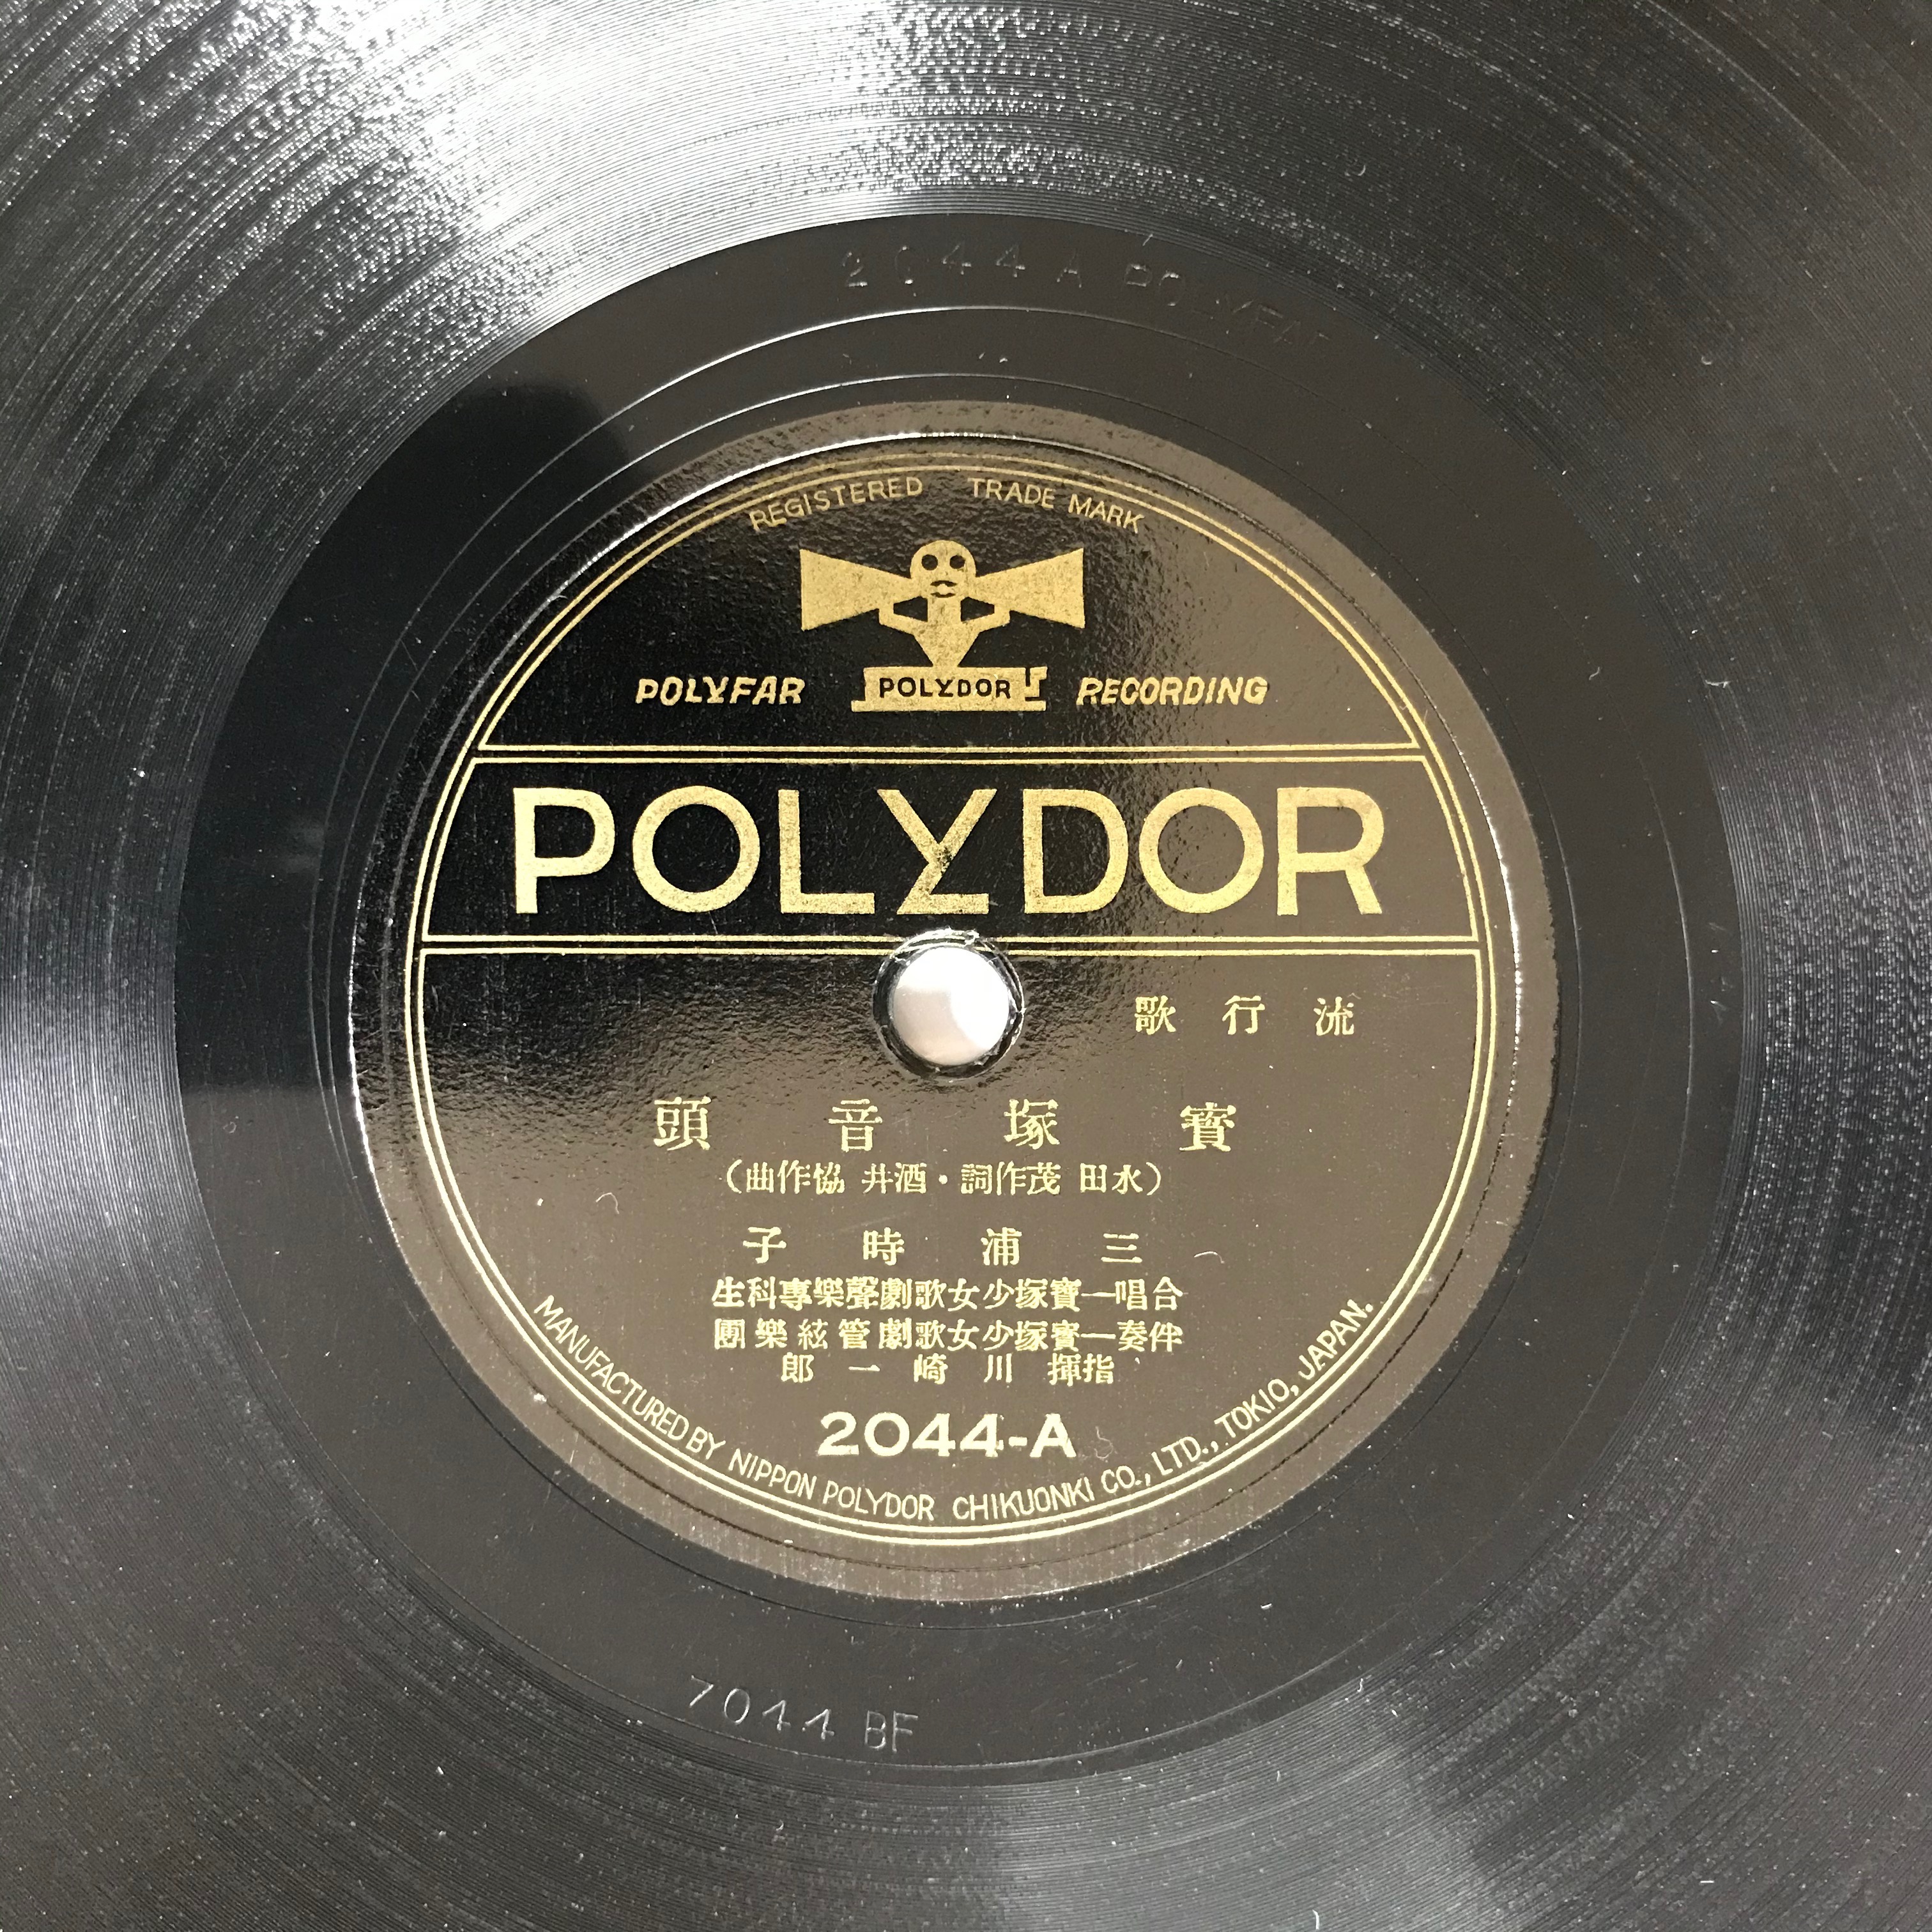 2044 A POLYFAR
REGISTERED TRADE MARK
POLYFAR POLYDOR'S RECORDING
POLYDOR
流行歌
寳塚音頭
(水田茂作詞・酒井協作曲)
三浦時子
合唱—寳塚少女歌劇聲樂專科生
伴奏—寳塚少女歌劇管絃樂團
指揮 川崎一郎
2044-A
MANUFACTURED BY NIPPON POLYDOR CHIKUONKI CO., LTD., TOKIO, JAPAN.
7044 BF